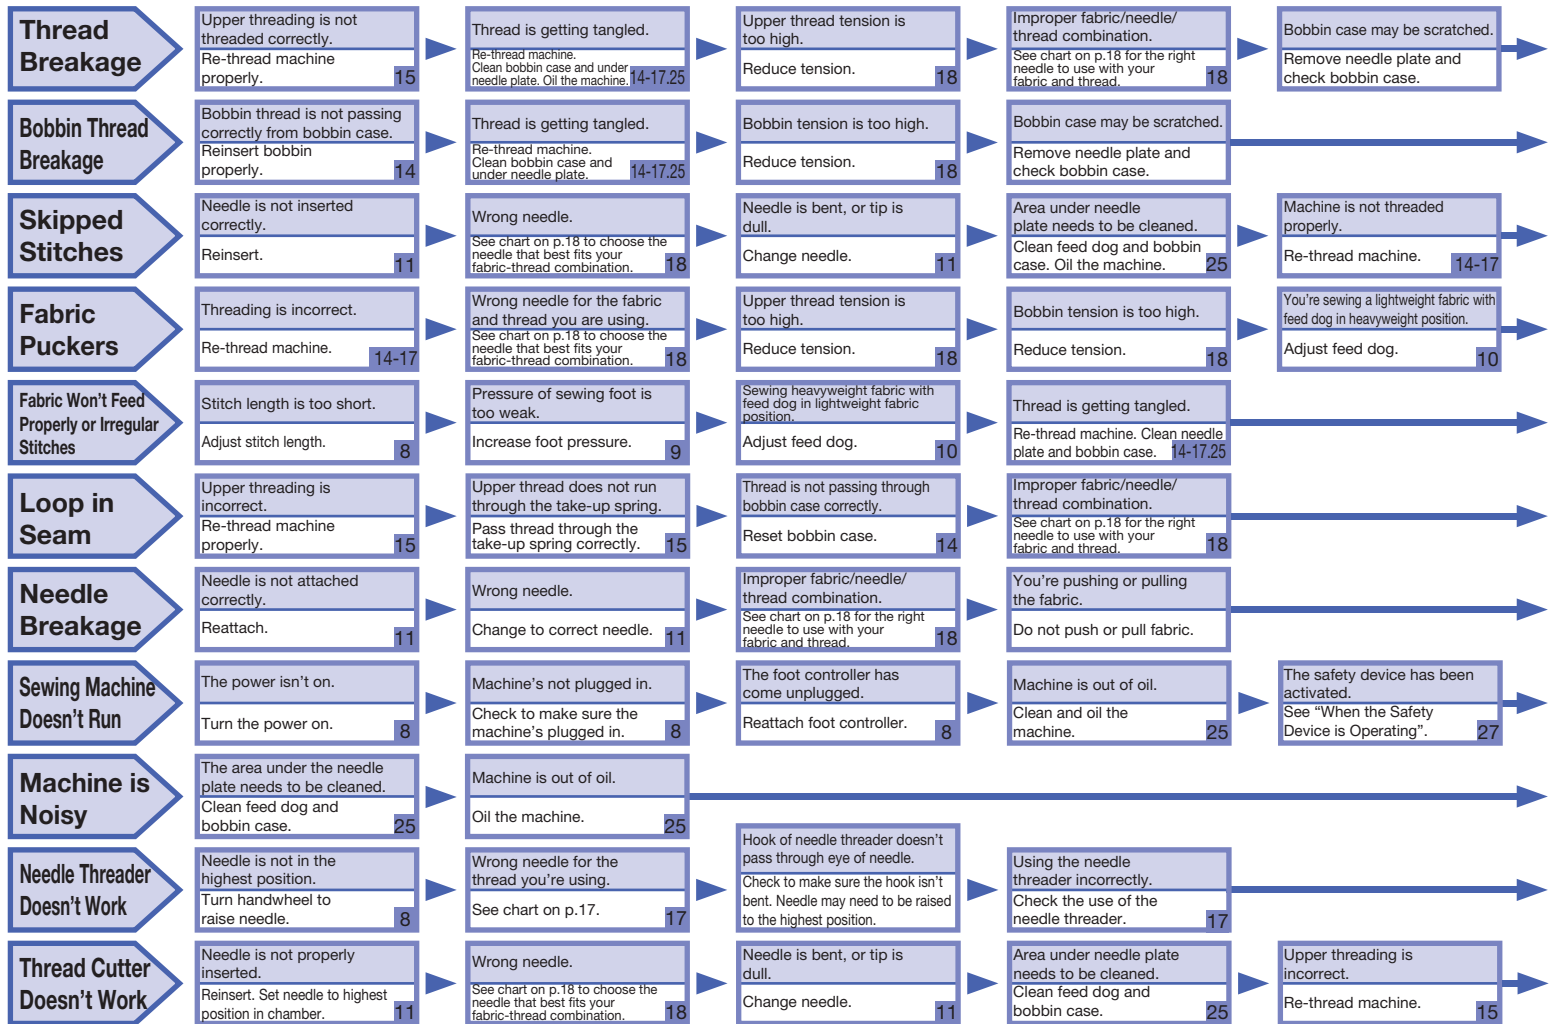 Thread
Breakage
Upper threading is not
threaded correctly.
Re-thread machine
properly.
15
Thread is getting tangled.
Re-thread machine.
Clean bobbin case and under
needle plate. Oil the machine.
14-17.25
Upper thread tension is
too high.
Reduce tension.
18
Improper fabric/needle/
thread combination.
See chart on p.18 for the right
needle to use with your
fabric and thread.
18
Bobbin case may be scratched.
Remove needle plate and
check bobbin case.
Bobbin Thread
Breakage
Bobbin thread is not passing
correctly from bobbin case.
Reinsert bobbin
properly.
14
Thread is getting tangled.
Re-thread machine.
Clean bobbin case and
under needle plate.
14-17.25
Bobbin tension is too high.
Reduce tension.
18
Bobbin case may be scratched.
Remove needle plate and
check bobbin case.
Skipped
Stitches
Needle is not inserted
correctly.
Reinsert.
11
Wrong needle.
See chart on p.18 to choose the
needle that best fits your
fabric-thread combination.
18
Needle is bent, or tip is
dull.
Change needle.
11
Area under needle
plate needs to be cleaned.
Clean feed dog and bobbin
case. Oil the machine.
25
Machine is not threaded
properly.
Re-thread machine.
14-17
Fabric
Puckers
Threading is incorrect.
Re-thread machine.
14-17
Wrong needle for the fabric
and thread you are using.
See chart on p.18 to choose the
needle that best fits your
fabric-thread combination.
18
Upper thread tension is
too high.
Reduce tension.
18
Bobbin tension is too high.
Reduce tension.
18
You're sewing a lightweight fabric with
feed dog in heavyweight position.
Adjust feed dog.
10
Fabric Won't Feed
Properly or Irregular
Stitches
Stitch length is too short.
Adjust stitch length.
8
Pressure of sewing foot is
too weak.
Increase foot pressure.
9
Sewing heavyweight fabric with
feed dog in lightweight fabric
position.
Adjust feed dog.
10
Thread is getting tangled.
Re-thread machine. Clean needle
plate and bobbin case.
14-17.25
Loop in
Seam
Upper threading is
incorrect.
Re-thread machine
properly.
15
Upper thread does not run
through the take-up spring.
Pass thread through the
take-up spring correctly.
15
Thread is not passing through
bobbin case correctly.
Reset bobbin case.
14
Improper fabric/needle/
thread combination.
See chart on p.18 for the right
needle to use with your
fabric and thread.
18
Needle
Breakage
Needle is not attached
correctly.
Reattach.
11
Wrong needle.
Change to correct needle.
11
Improper fabric/needle/
thread combination.
See chart on p.18 for the right
needle to use with your
fabric and thread.
18
You're pushing or pulling
the fabric.
Do not push or pull fabric.
Sewing Machine
Doesn't Run
The power isn't on.
Turn the power on.
8
Machine's not plugged in.
Check to make sure the
machine's plugged in.
8
The foot controller has
come unplugged.
Reattach foot controller.
8
Machine is out of oil.
Clean and oil the
machine.
25
The safety device has been
activated.
See “When the Safety
Device is Operating”.
27
Machine is
Noisy
The area under the needle
plate needs to be cleaned.
Clean feed dog and
bobbin case.
25
Machine is out of oil.
Oil the machine.
25
Needle Threader
Doesn't Work
Needle is not in the
highest position.
Turn handwheel to
raise needle.
8
Wrong needle for the
thread you're using.
See chart on p.17.
17
Hook of needle threader doesn't
pass through eye of needle.
Check to make sure the hook isn't
bent. Needle may need to be raised
to the highest position.
Using the needle
threader incorrectly.
Check the use of the
needle threader.
17
Thread Cutter
Doesn't Work
Needle is not properly
inserted.
Reinsert. Set needle to highest
position in chamber.
11
Wrong needle.
See chart on p.18 to choose the
needle that best fits your
fabric-thread combination.
18
Needle is bent, or tip is
dull.
Change needle.
11
Area under needle plate
needs to be cleaned.
Clean feed dog and
bobbin case.
25
Upper threading is
incorrect.
Re-thread machine.
15